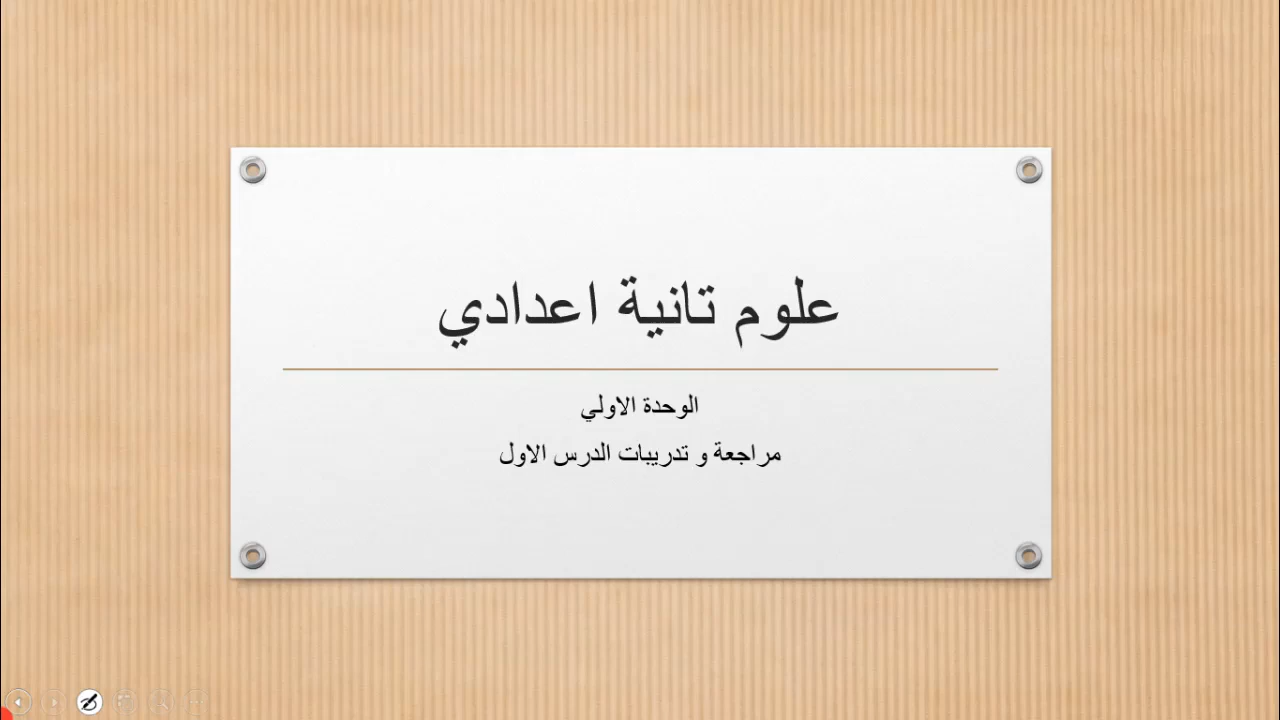 علوم تانية اعدادي
الوحدة الاولي
مراجعة و تدريبات الدرس الاول